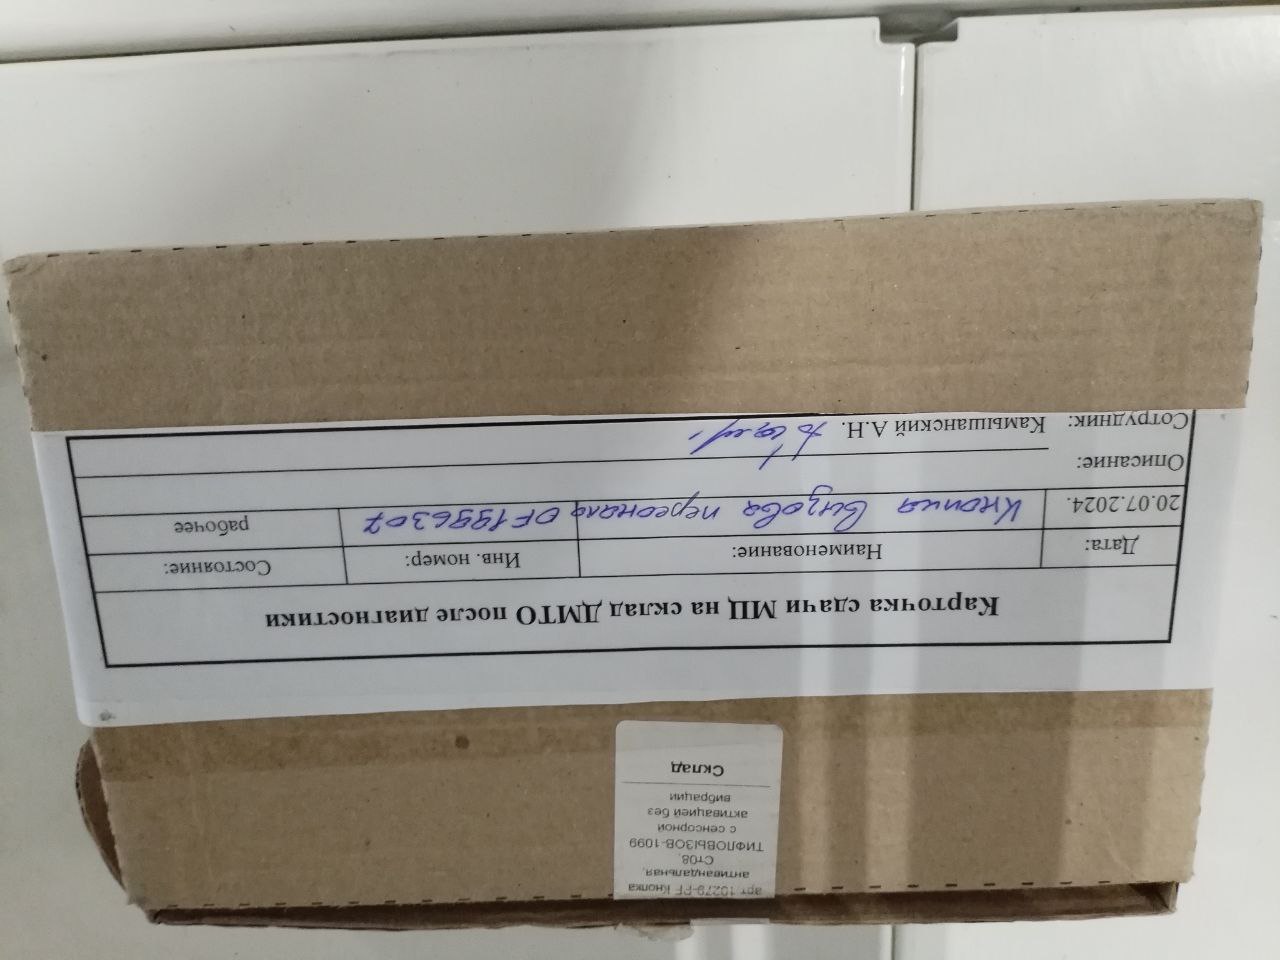 Карточка сдачи МЦ на склад ДМТО после диагностики
Дата: Наименование: Инв. номер: Состояние:
20.07.2024. Кнопка вызова персонала OF1996307 рабочее
Описание:
Сотрудник: Камышанский А.Н.
арт 10279-FF Кнопка
антивандальная,
Ст08,
ТИФЛОВЫЗОВ-1099
с сенсорной
активацией без
вибрации
Склад